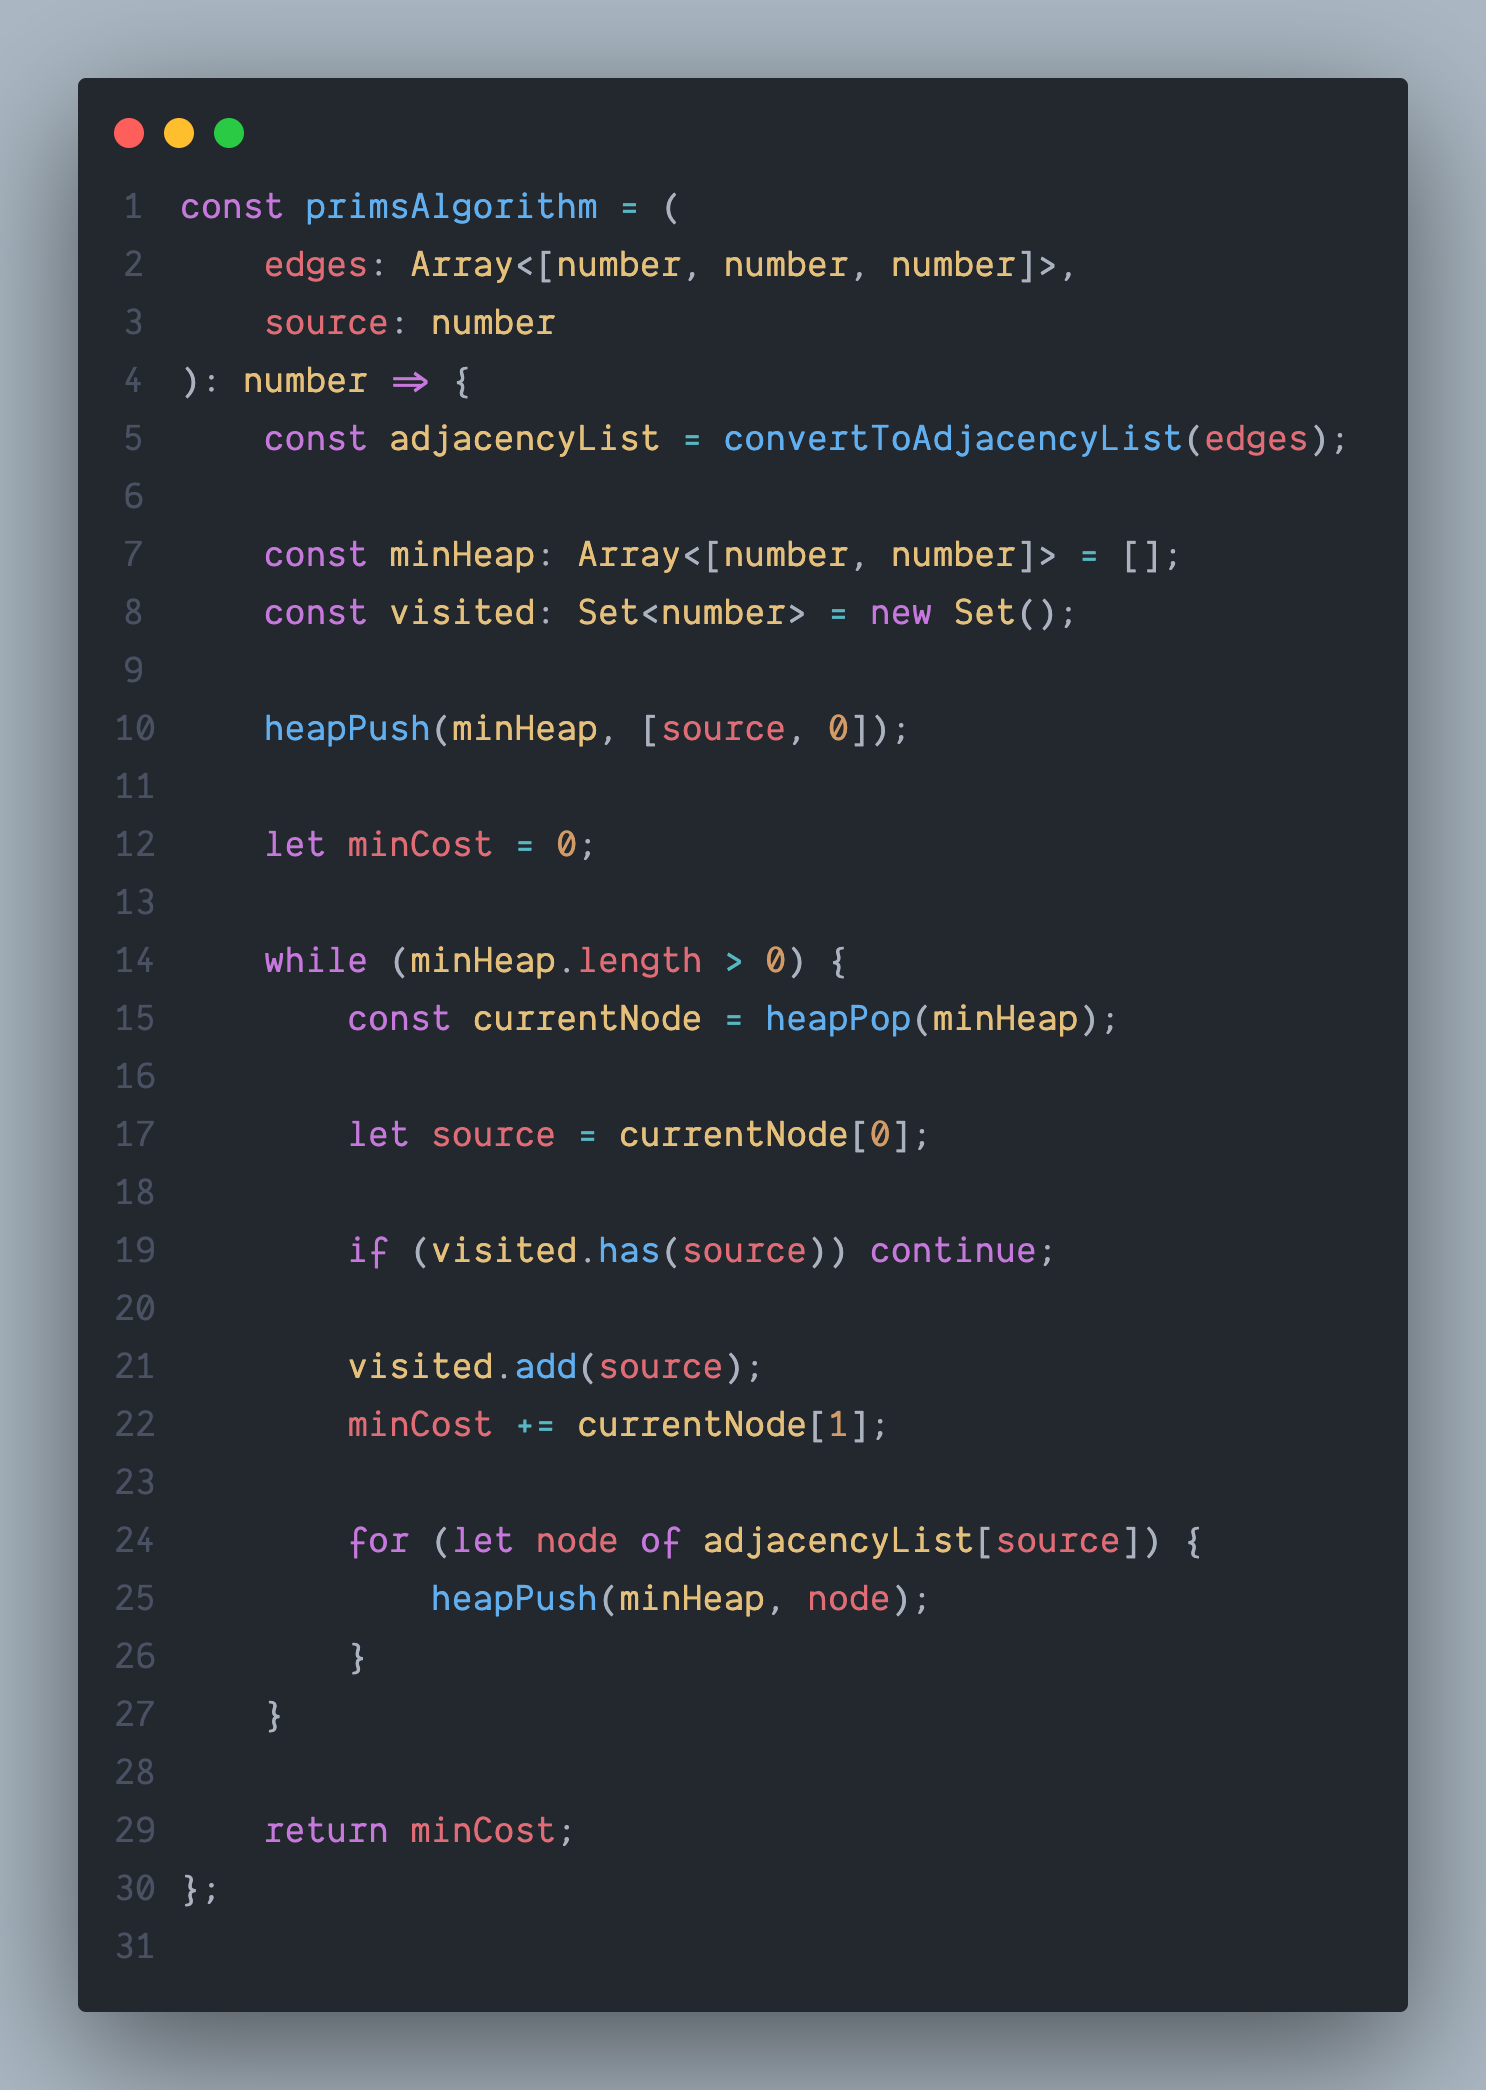 1 const primsAlgorithm = (
2     edges: Array<[number, number, number]>,
3     source: number
4 ): number => {
5     const adjacencyList = convertToAdjacencyList(edges);
6
7     const minHeap: Array<[number, number]> = [];
8     const visited: Set<number> = new Set();
9
10     heapPush(minHeap, [source, 0]);
11
12     let minCost = 0;
13
14     while (minHeap.length > 0) {
15         const currentNode = heapPop(minHeap);
16
17         let source = currentNode[0];
18
19         if (visited.has(source)) continue;
20
21         visited.add(source);
22         minCost += currentNode[1];
23
24         for (let node of adjacencyList[source]) {
25             heapPush(minHeap, node);
26         }
27     }
28
29     return minCost;
30 };
31